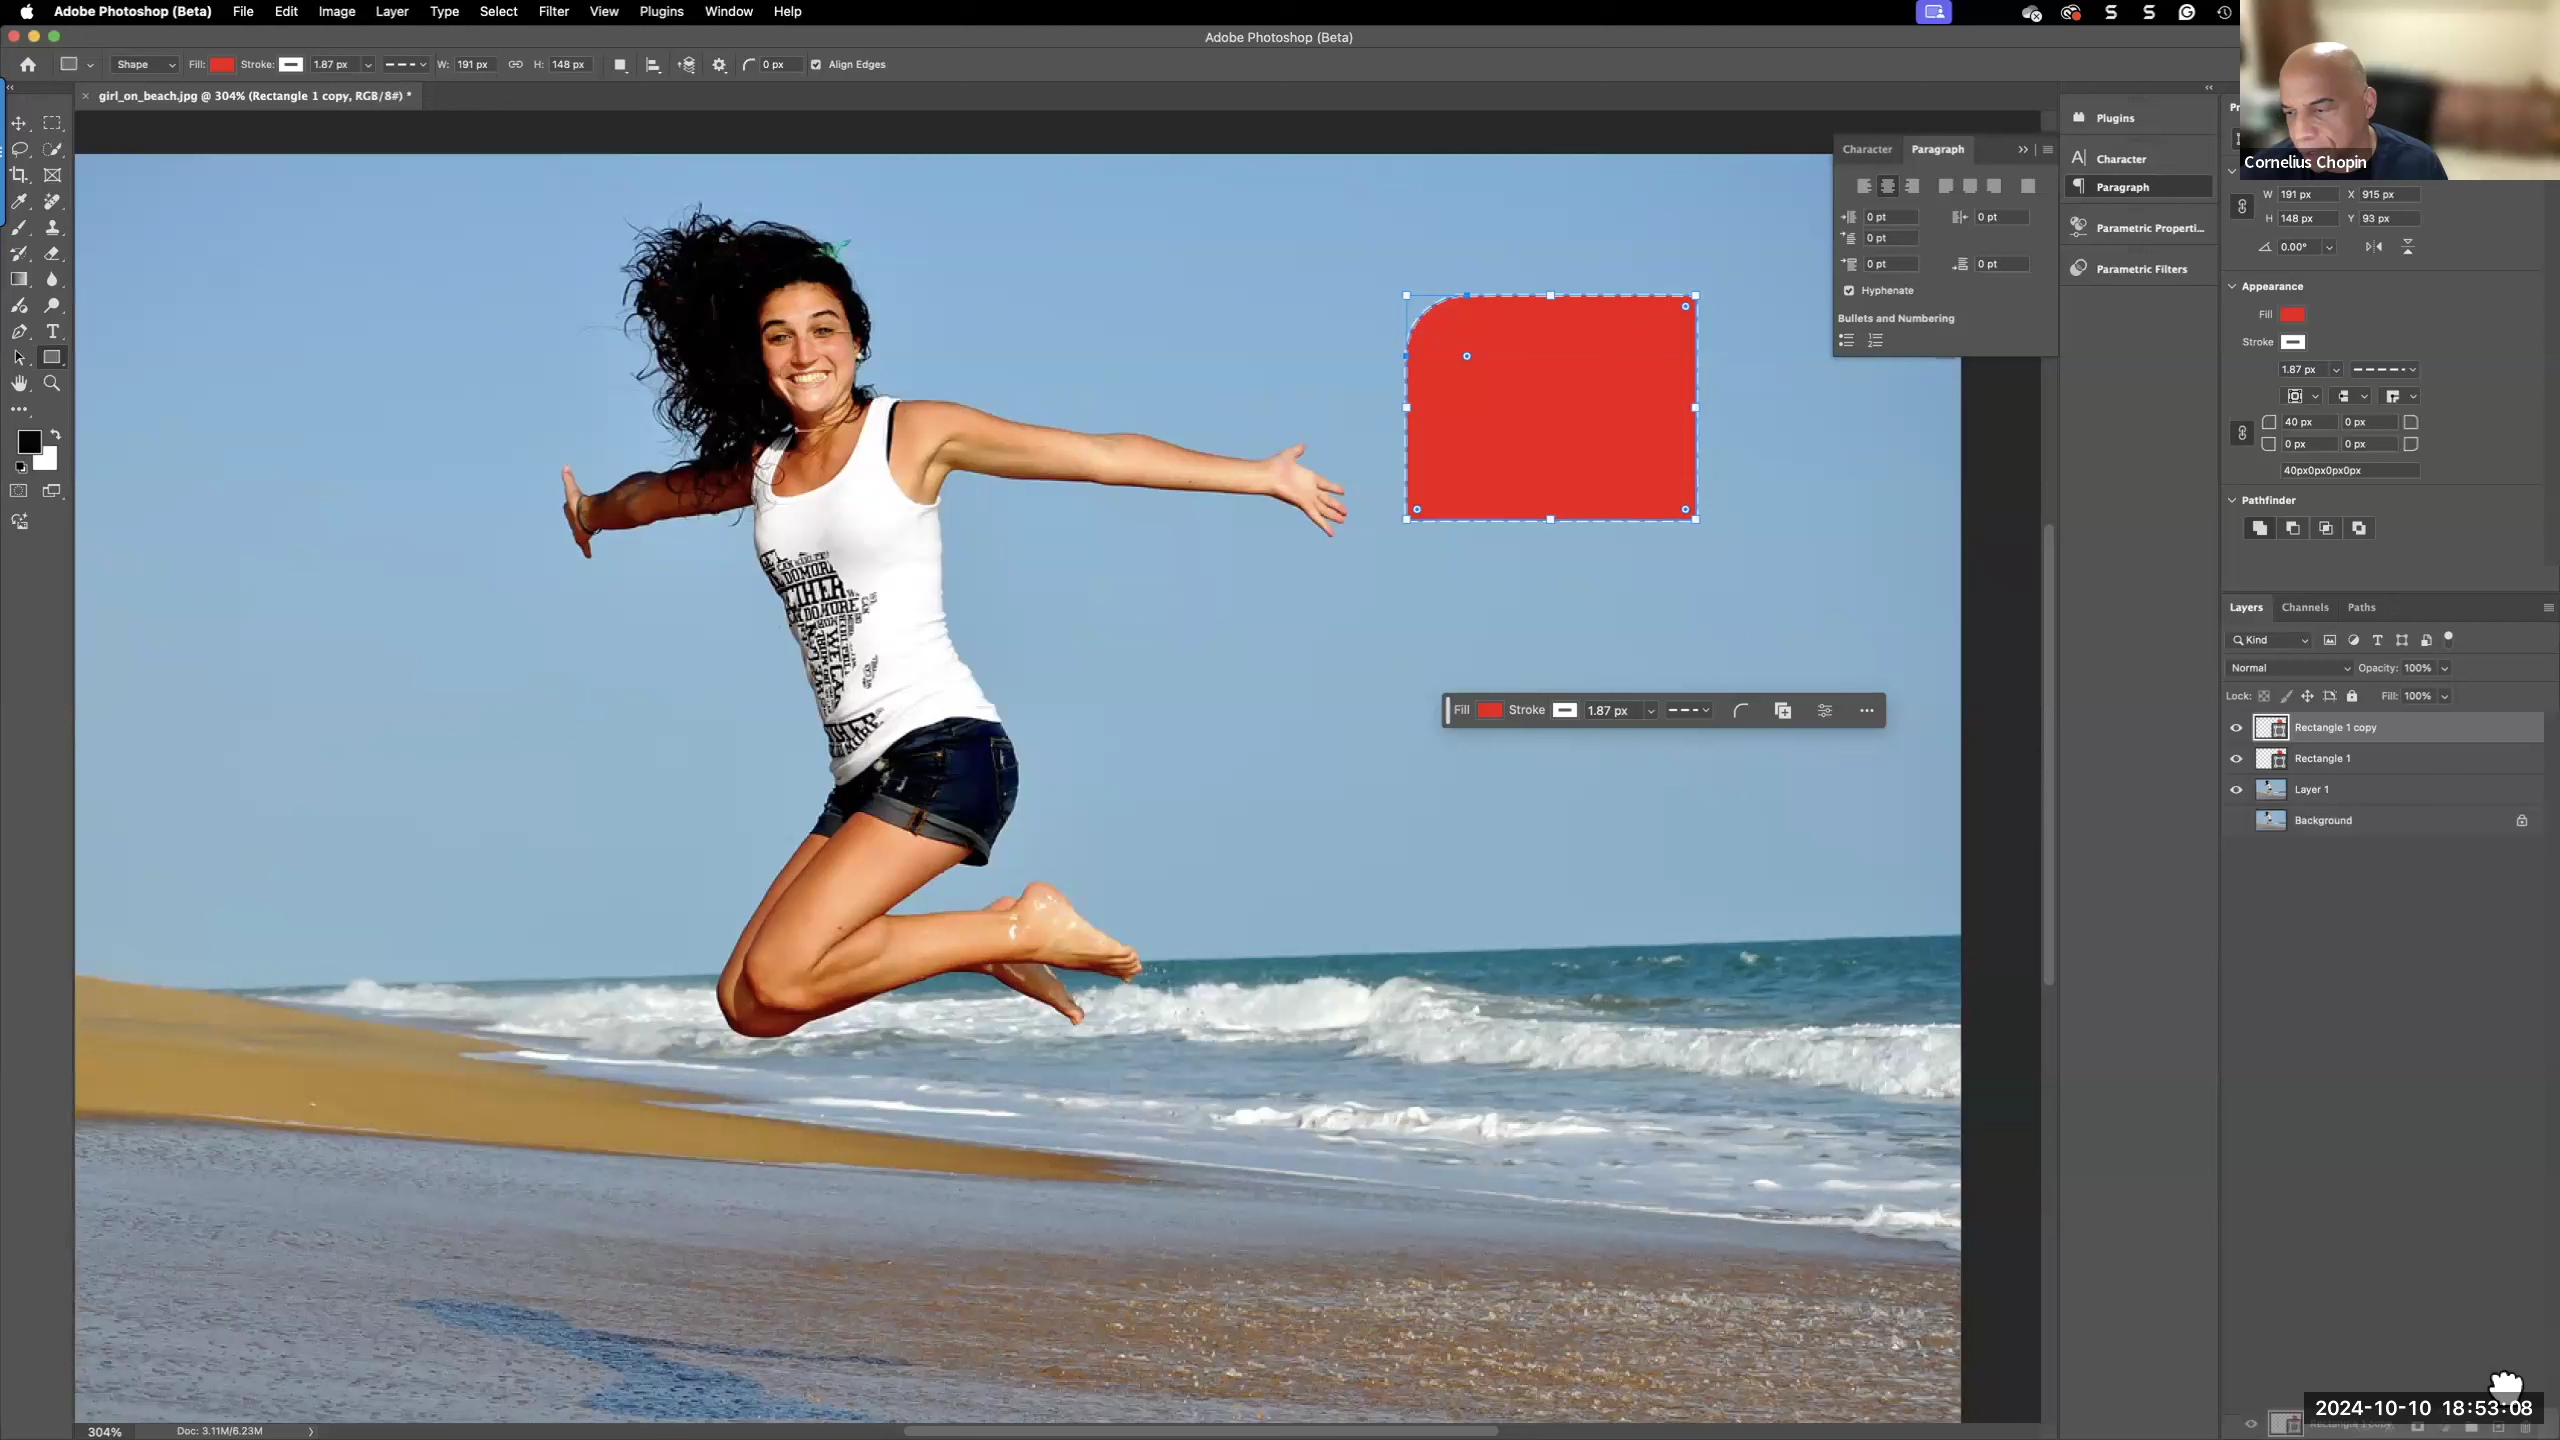 Adobe Photoshop (Beta) File Edit Image Layer Type Select Filter View Plugins Window Help
Adobe Photoshop (Beta)
Shape Fill: Stroke: 1.87 px W: 191 px H: 148 px 0 px Align Edges
girl_on_beach.jpg @ 304% (Rectangle 1 copy, RGB/8#) *
Cornelius Chopin
Plugins
Character
Paragraph
Parametric Properti...
Parametric Filters
Character Paragraph
0 pt 0 pt
0 pt
0 pt 0 pt
Hyphenate
Bullets and Numbering
W 191 px X 915 px
H 148 px Y 93 px
0.00°
Appearance
Fill
Stroke
1.87 px
40 px 0 px
0 px 0 px
40px0px0px0px
Pathfinder
Layers Channels Paths
Kind
Normal Opacity: 100%
Lock: Fill: 100%
Rectangle 1 copy
Rectangle 1
Layer 1
Background
DOMORE
Fill Stroke 1.87 px
2024-10-10 18:53:08
Rectangle 1 copy
304% Doc: 3.11M/6.23M